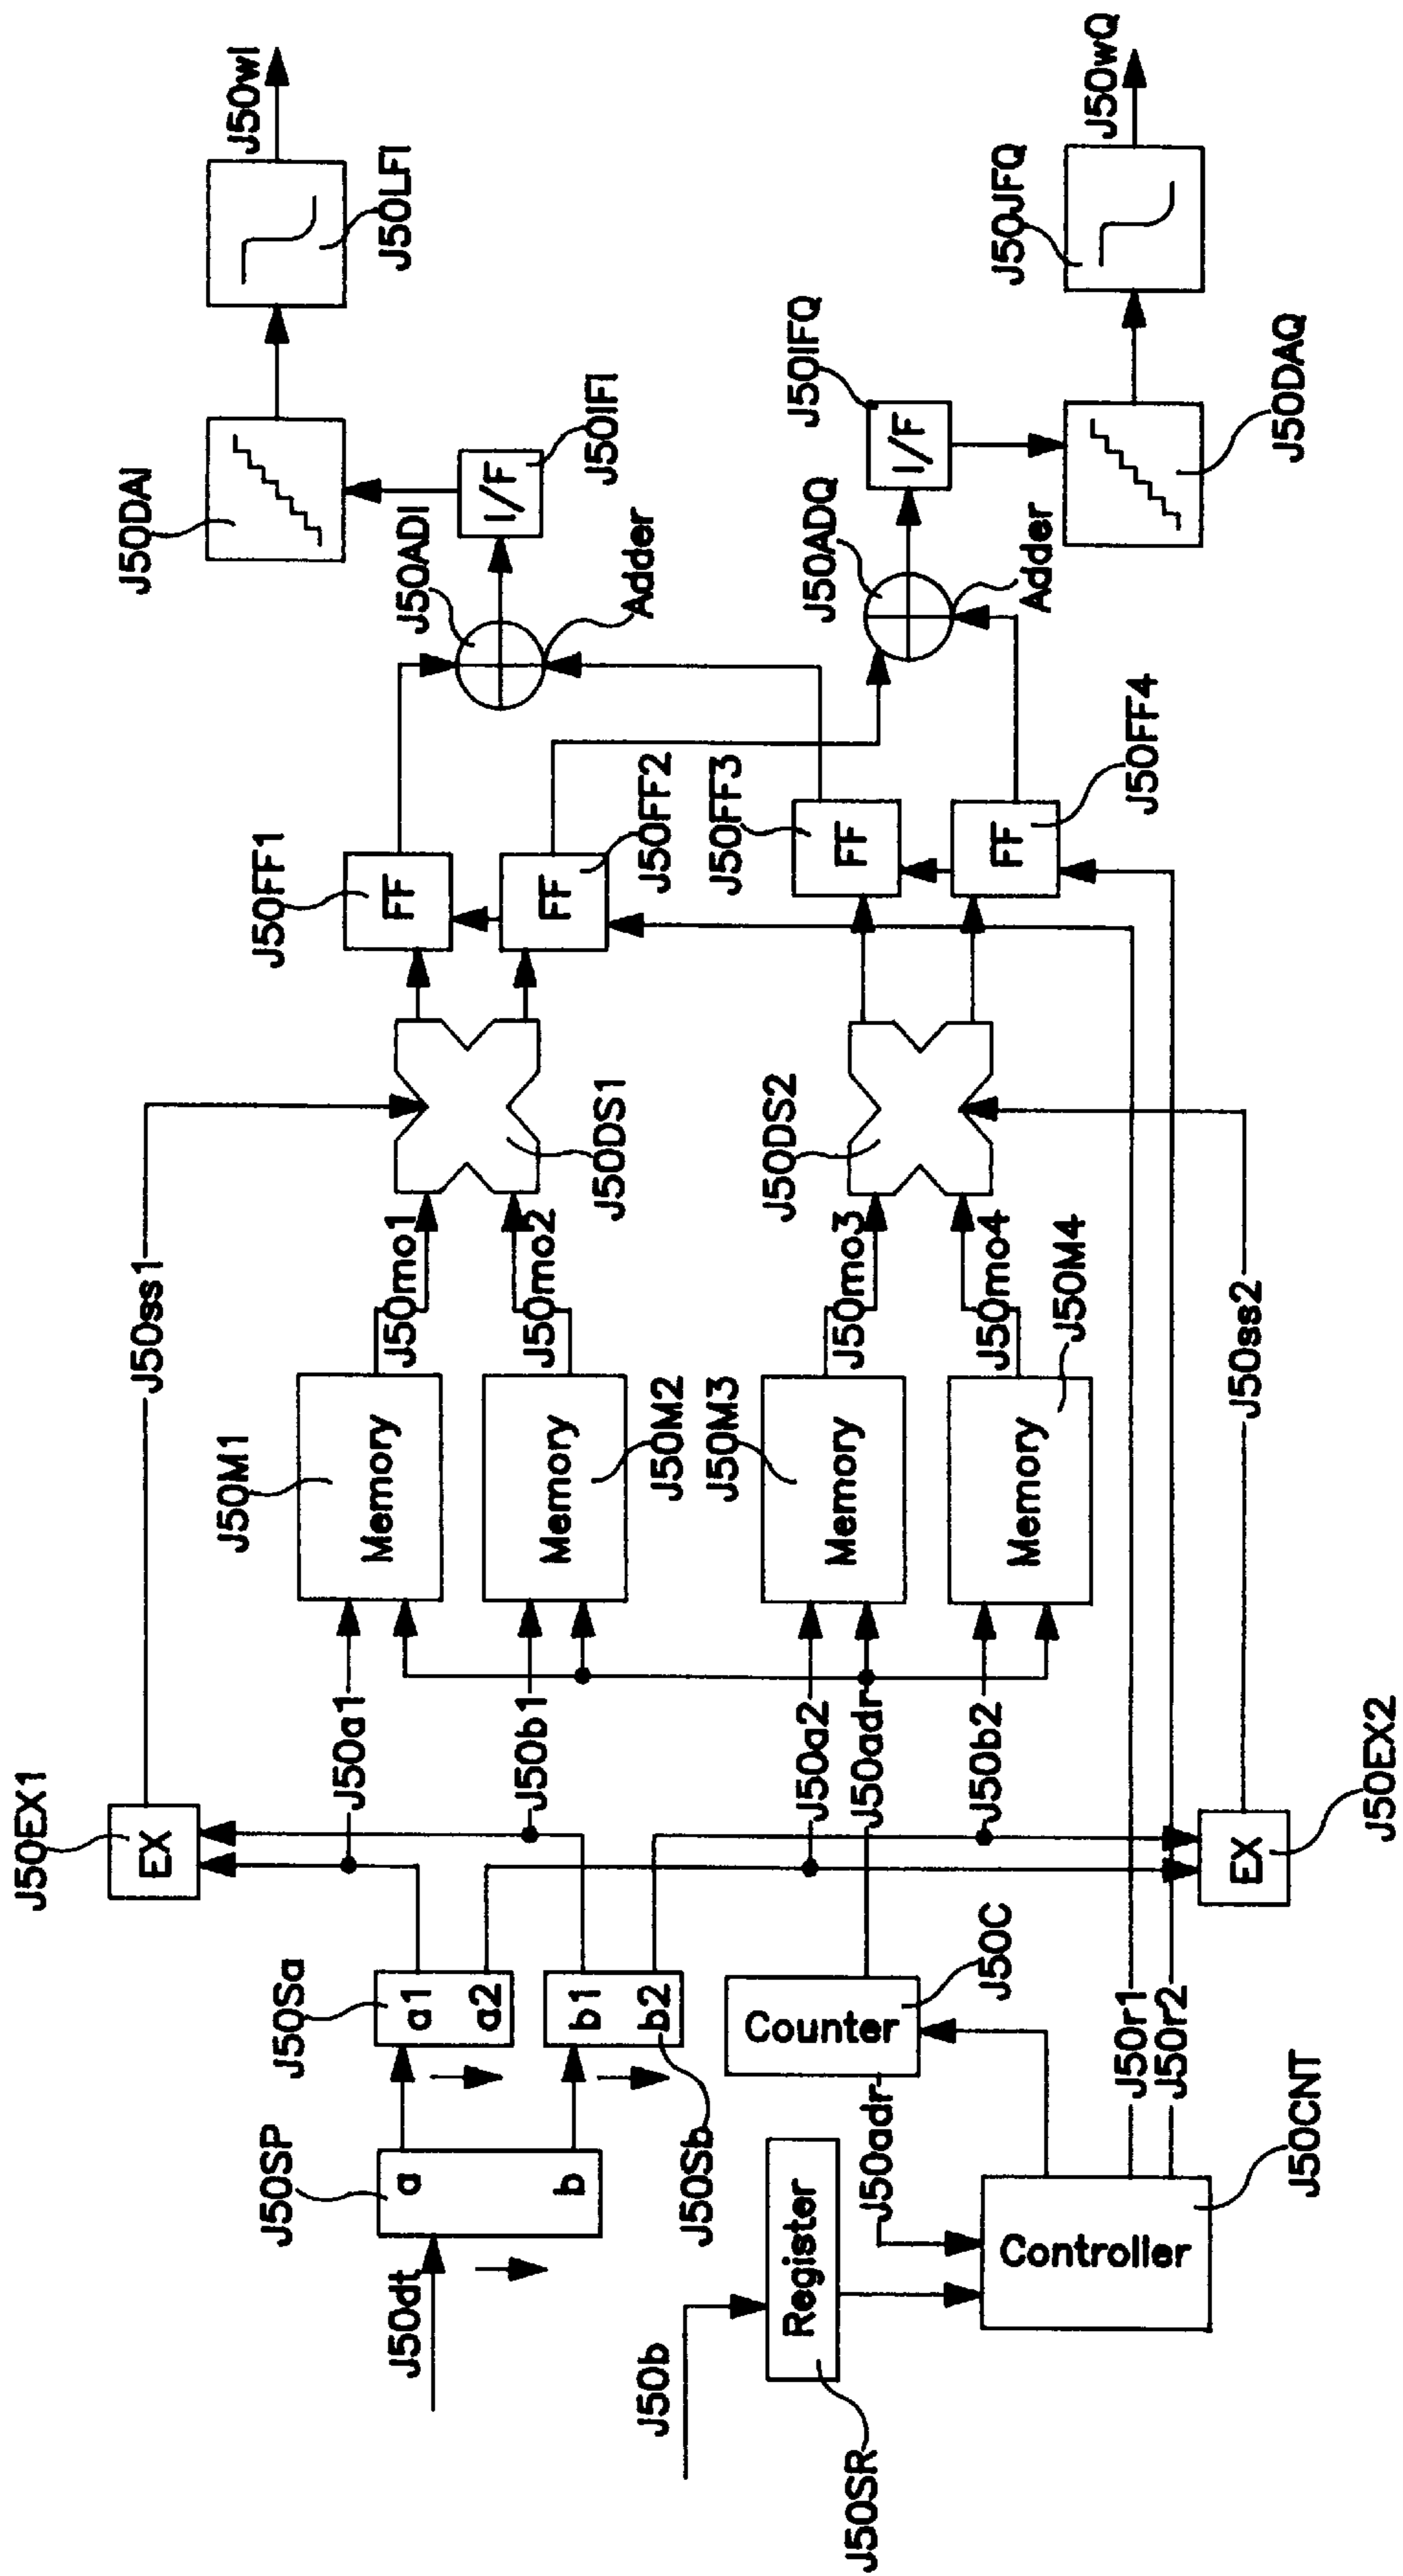 J50dt
J50SP
a
b
J50Sa
a1
a2
b1
b2
J50Sb
J50b
Register
J50SR
J50adr
Controller
J50CNT
Counter
J50C
J50r1
J50r2
J50EX1
EX
J50EX2
EX
J50a1
J50b1
J50a2
J50adr
J50b2
J50ss1
J50ss2
J50M1
Memory
J50M2
Memory
J50M3
Memory
J50M4
Memory
J50mo1
J50mo2
J50mo3
J50mo4
J50DS1
J50DS2
J50FF1
FF
J50FF2
FF
J50FF3
FF
J50FF4
FF
J50ADI
Adder
J50ADQ
Adder
J50IFI
I/F
J50IFQ
I/F
J50DAI
J50DAQ
J50LFI
J50JFQ
J50wI
J50wQ